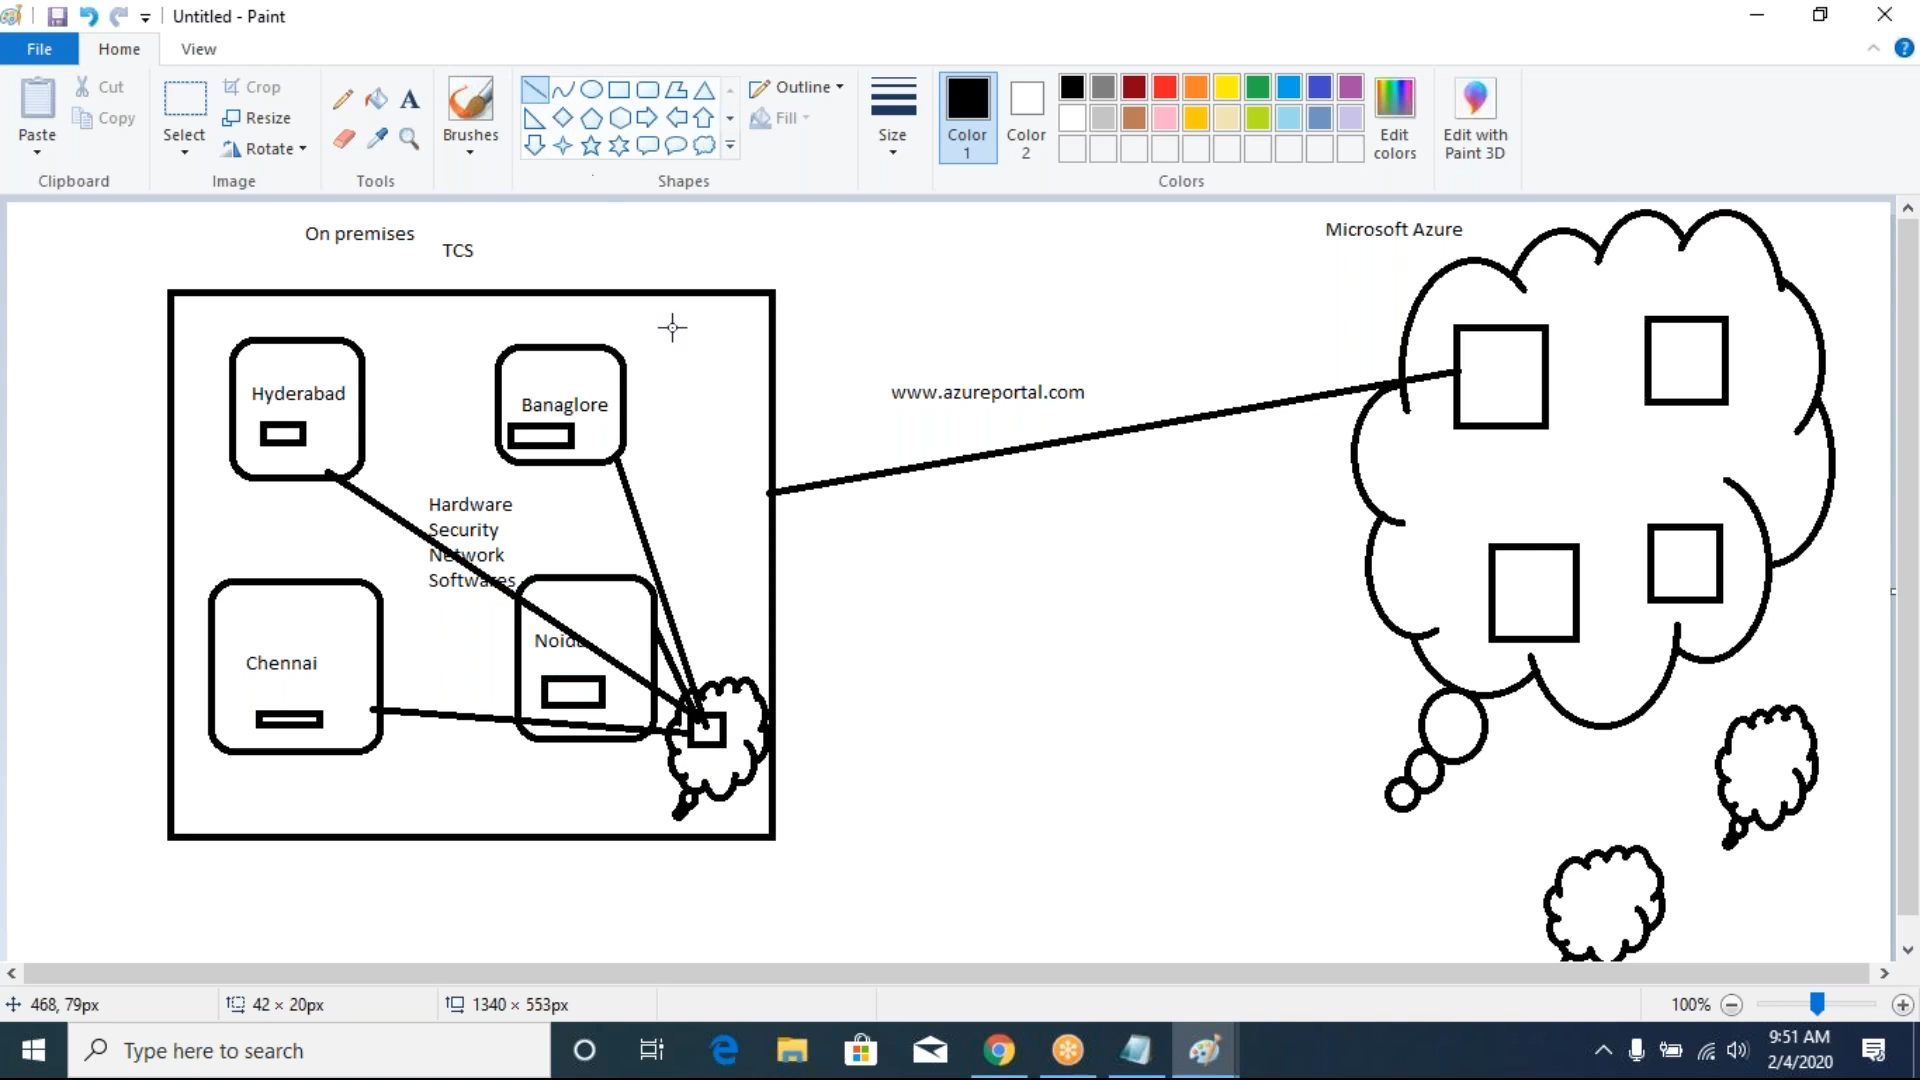 Untitled - Paint
File
Home
View
Paste
Cut
Copy
Clipboard
Select
Crop
Resize
Rotate
Image
A
Tools
Brushes
Shapes
Outline
Fill
Size
Color
1
Color
2
Edit
colors
Colors
Edit with
Paint 3D
?
On premises
TCS
Microsoft Azure
Hyderabad
Banaglore
www.azureportal.com
Hardware
Security
Network
Softwares
Chennai
Noida
468, 79px
42 × 20px
1340 × 553px
100%
Type here to search
9:51 AM
2/4/2020